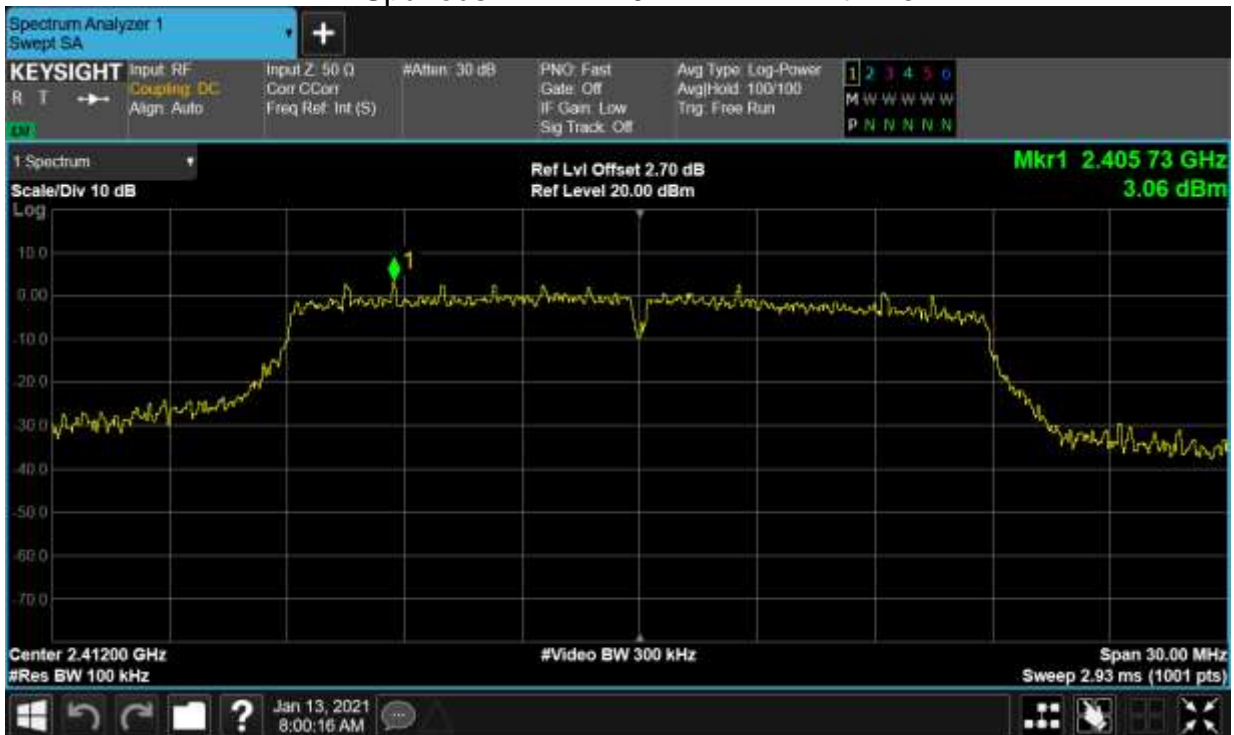 Spectrum Analyzer 1
Swept SA
+
KEYSIGHT
R T
Input: RF
Coupling: DC
Align: Auto
Input Z: 50 Ω
Corr CCorr
Freq Ref: Int (S)
#Atten: 30 dB
PNO: Fast
Gate: Off
IF Gain: Low
Sig Track: Off
Avg Type: Log-Power
Avg|Hold: 100/100
Trig: Free Run
1 2 3 4 5 6
M W W W W W
P N N N N N
1 Spectrum
Scale/Div 10 dB
Log
Ref Lvl Offset 2.70 dB
Ref Level 20.00 dBm
Mkr1 2.405 73 GHz
3.06 dBm
1
10.0
0.00
-10.0
-20.0
-30.0
-40.0
-50.0
-60.0
-70.0
Center 2.41200 GHz
#Video BW 300 kHz
Span 30.00 MHz
#Res BW 100 kHz
Sweep 2.93 ms (1001 pts)
?
Jan 13, 2021
8:00:16 AM